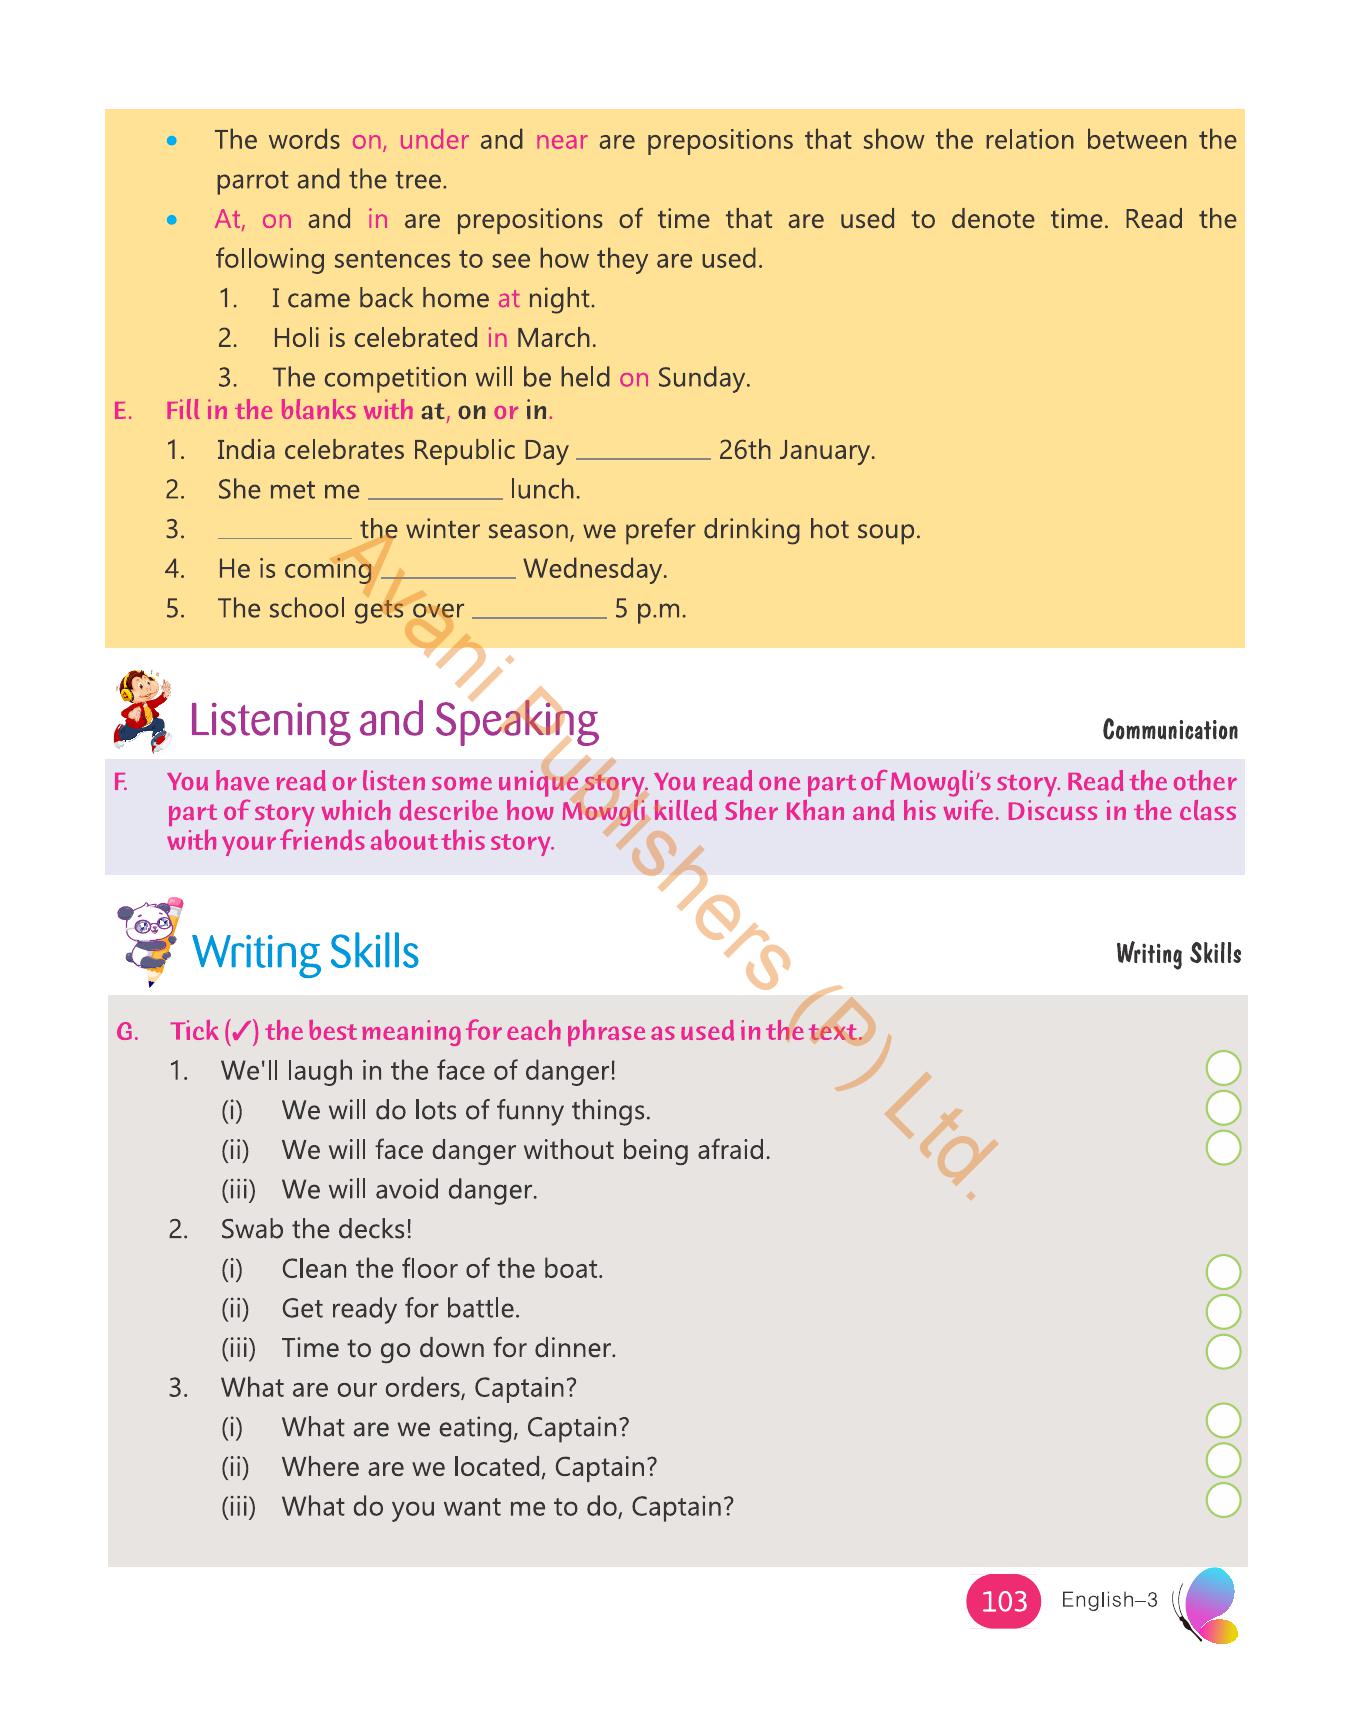 • The words on, under and near are prepositions that show the relation between the
parrot and the tree.
• At, on and in are prepositions of time that are used to denote time. Read the
following sentences to see how they are used.
1. I came back home at night.
2. Holi is celebrated in March.
3. The competition will be held on Sunday.
E. Fill in the blanks with at, on or in.
1. India celebrates Republic Day __________ 26th January.
2. She met me __________ lunch.
3. __________ the winter season, we prefer drinking hot soup.
4. He is coming __________ Wednesday.
5. The school gets over __________ 5 p.m.
Listening and Speaking
Communication
F. You have read or listen some unique story. You read one part of Mowgli's story. Read the other
part of story which describe how Mowgli killed Sher Khan and his wife. Discuss in the class
with your friends about this story.
Writing Skills
Writing Skills
G. Tick (✓) the best meaning for each phrase as used in the text.
1. We'll laugh in the face of danger!
(i) We will do lots of funny things.
(ii) We will face danger without being afraid.
(iii) We will avoid danger.
2. Swab the decks!
(i) Clean the floor of the boat.
(ii) Get ready for battle.
(iii) Time to go down for dinner.
3. What are our orders, Captain?
(i) What are we eating, Captain?
(ii) Where are we located, Captain?
(iii) What do you want me to do, Captain?
103 English–3
Avani Publishers (P) Ltd.